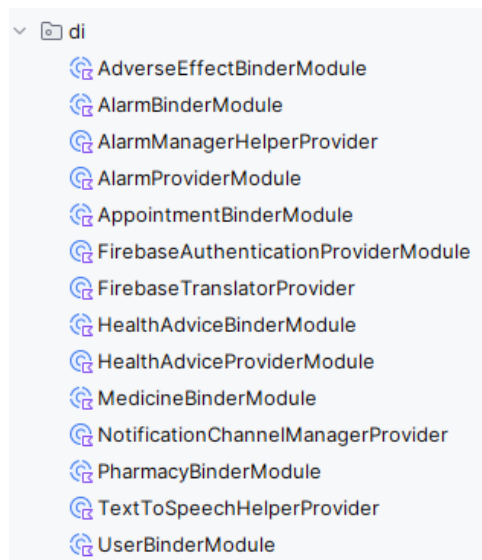 di
AdverseEffectBinderModule
AlarmBinderModule
AlarmManagerHelperProvider
AlarmProviderModule
AppointmentBinderModule
FirebaseAuthenticationProviderModule
FirebaseTranslatorProvider
HealthAdviceBinderModule
HealthAdviceProviderModule
MedicineBinderModule
NotificationChannelManagerProvider
PharmacyBinderModule
TextToSpeechHelperProvider
UserBinderModule